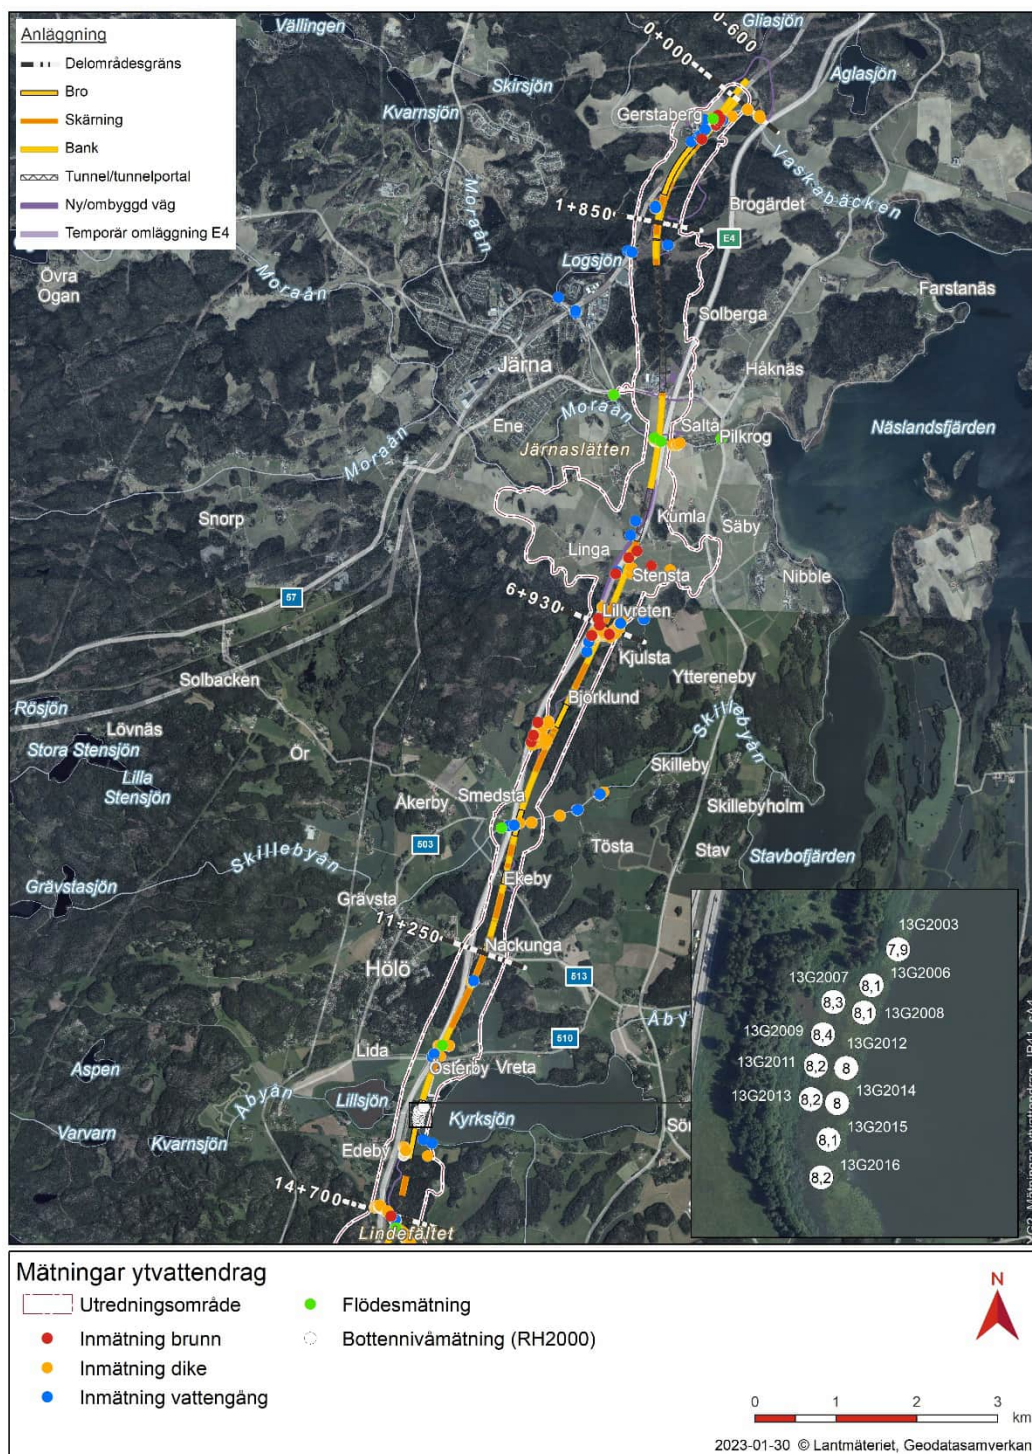 Anläggning
Delområdesgräns
Bro
Skärning
Bank
Tunnel/tunnelportal
Ny/ombyggd väg
Temporär omläggning E4
Vällingen
Gliasjön
0-600
0+000
Skirsjön
Aglasjön
Kvarnsjön
Gerstaberg
Vaskabäcken
Moraån
Brogärdet
1+850
E4
Logsjön
Övra
Ogan
Moraån
Farstanäs
Solberga
Järna
Håknäs
Moraån
Ene
Salta
Pilkrog
Näslandsfjärden
Järnaslätten
Moraån
Snorp
Kumla
Säby
Linga
Stensta
Nibble
57
6+930
Lillvreten
Kjulsta
Solbacken
Yttereneby
Björklund
Rösjön
Lövnäs
Stora Stensjön
Ör
Skillebyån
Lilla
Stensjön
Skilleby
Åkerby
Smedsta
Skillebyholm
503
Tösta
Stav
Stavbofjärden
Skillebyån
Grävstasjön
Ekeby
Grävsta
11+250
Nackunga
Hölö
513
Åby
510
Lida
Österby
Vreta
Aspen
Åbyån
Lillsjön
Kyrksjön
Varvarn
Kvarnsjön
Edeby
14+700
Lindefältet
13G2003
7,9
13G2006
8,1
13G2007
8,3
13G2008
8,1
13G2009
8,4
13G2012
8
13G2011
8,2
13G2014
8
13G2013
8,2
13G2015
8,1
13G2016
8,2
Mätningar ytvattendrag
Utredningsområde
Inmätning brunn
Inmätning dike
Inmätning vattengång
Flödesmätning
Bottennivåmätning (RH2000)
N
0 1 2 3
km
2023-01-30 © Lantmäteriet, Geodatasamverkan